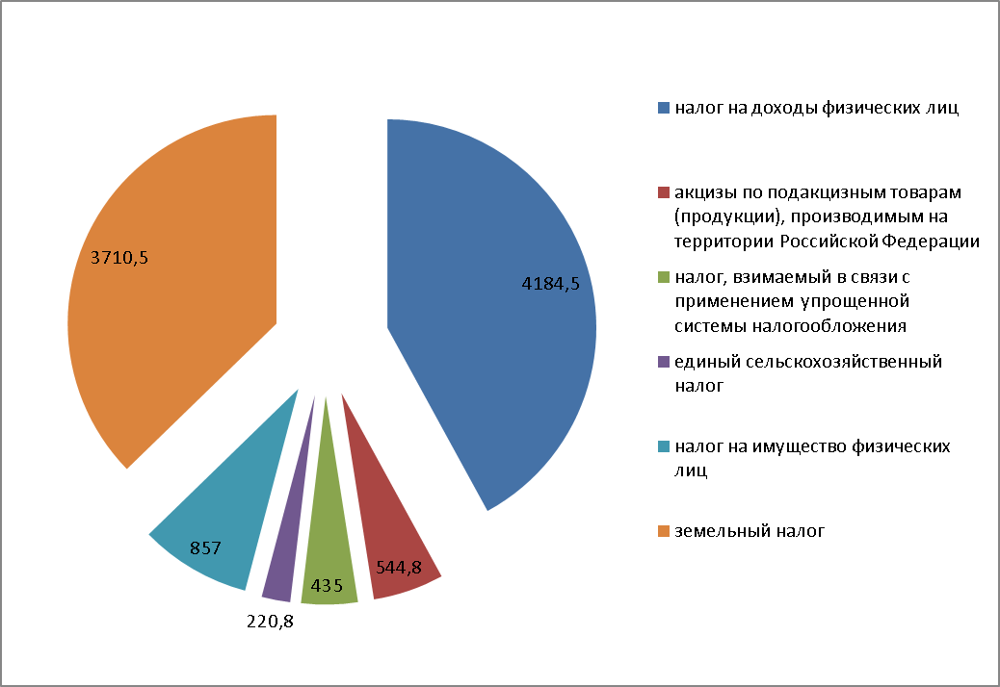 3710,5
4184,5
857
220,8
435
544,8
налог на доходы физических лиц
акцизы по подакцизным товарам
(продукции), производимым на
территории Российской Федерации
налог, взимаемый в связи с
применением упрощенной
системы налогообложения
единый сельскохозяйственный
налог
налог на имущество физических
лиц
земельный налог